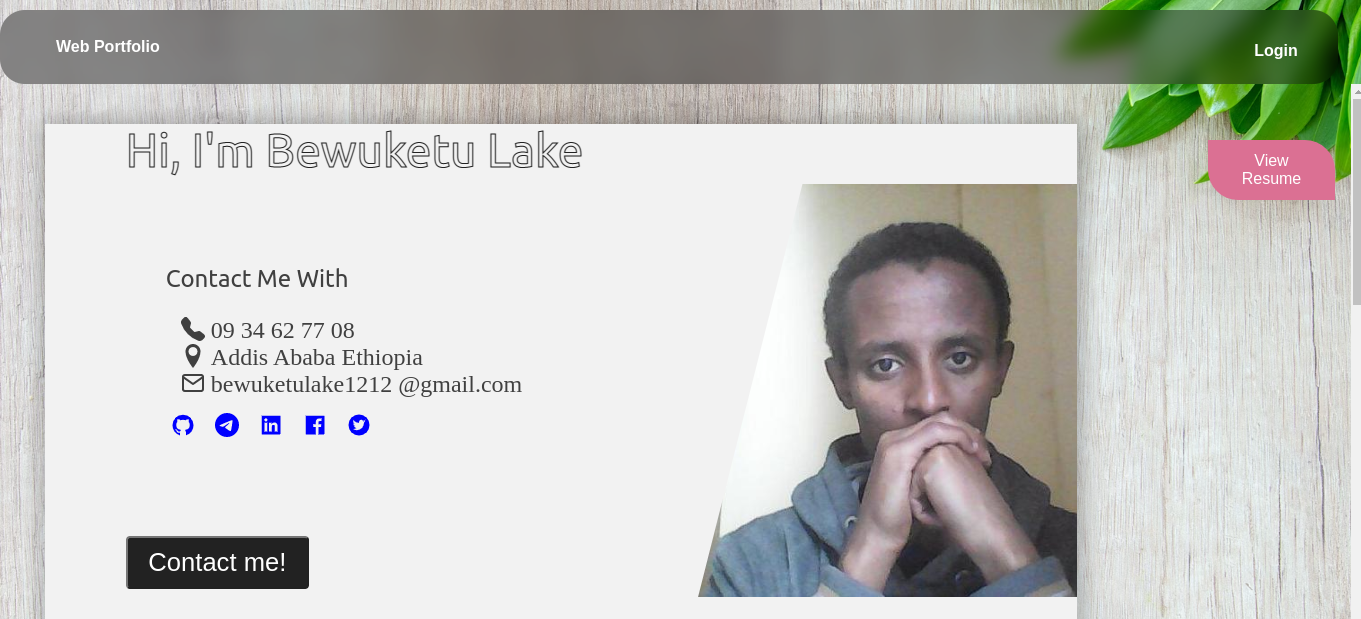 Web Portfolio
Login
Hi, I'm Bewuketu Lake
View
Resume
Contact Me With
09 34 62 77 08
Addis Ababa Ethiopia
bewuketulake1212 @gmail.com
Contact me!